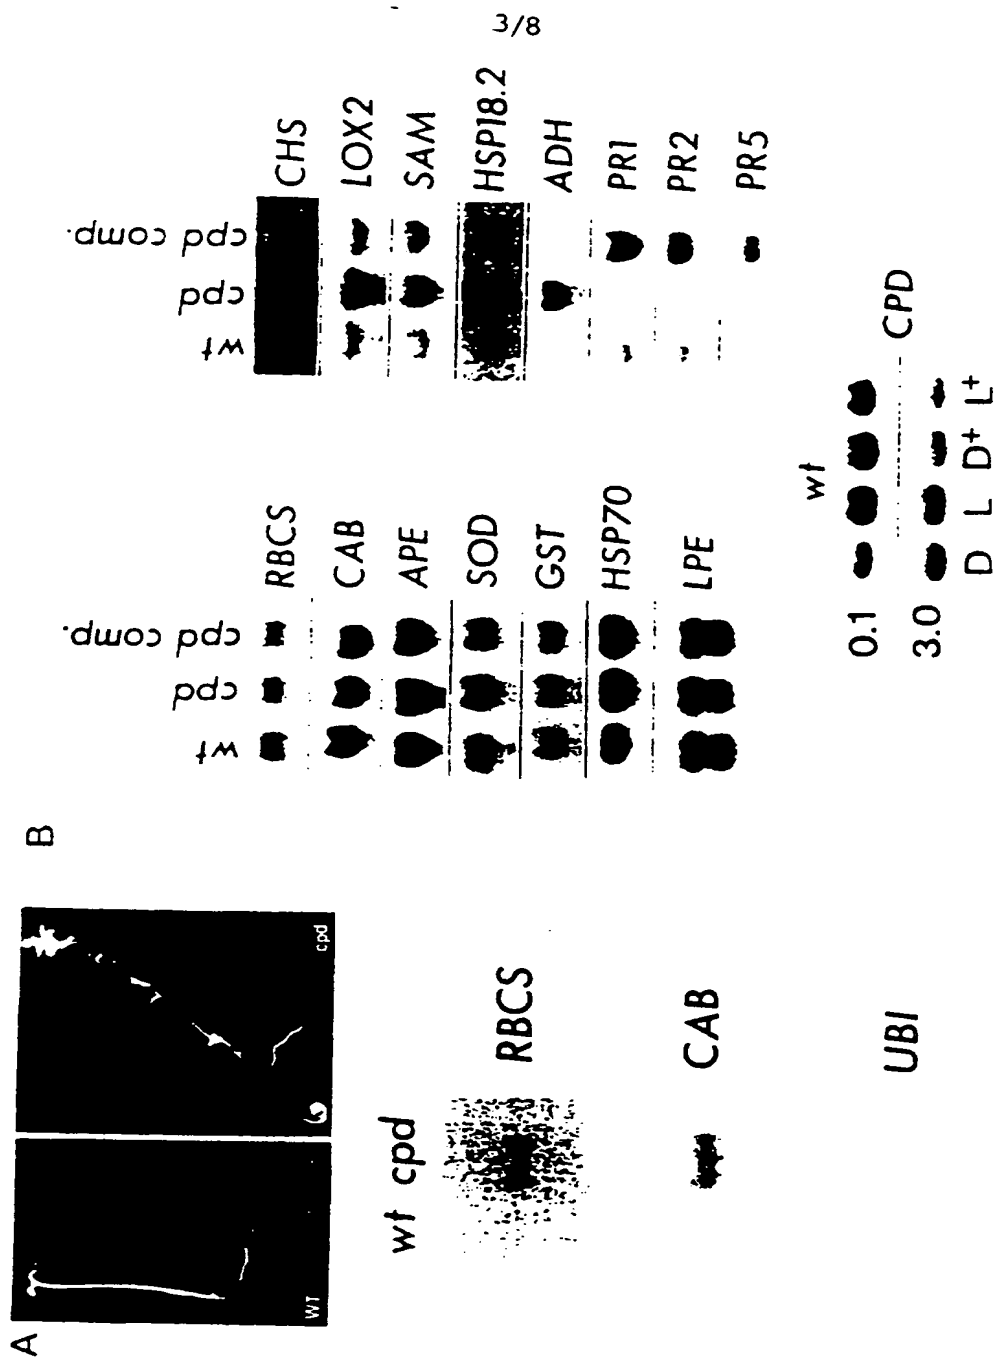 3/8
A
WT
cpd
wt cpd
RBCS
CAB
UBI
B
wt cpd cpd comp.
RBCS
CAB
APE
SOD
GST
HSP70
LPE
wt cpd cpd comp.
CHS
LOX2
SAM
HSP18.2
ADH
PR1
PR2
PR5
wt
0.1
CPD
3.0
D L D+ L+